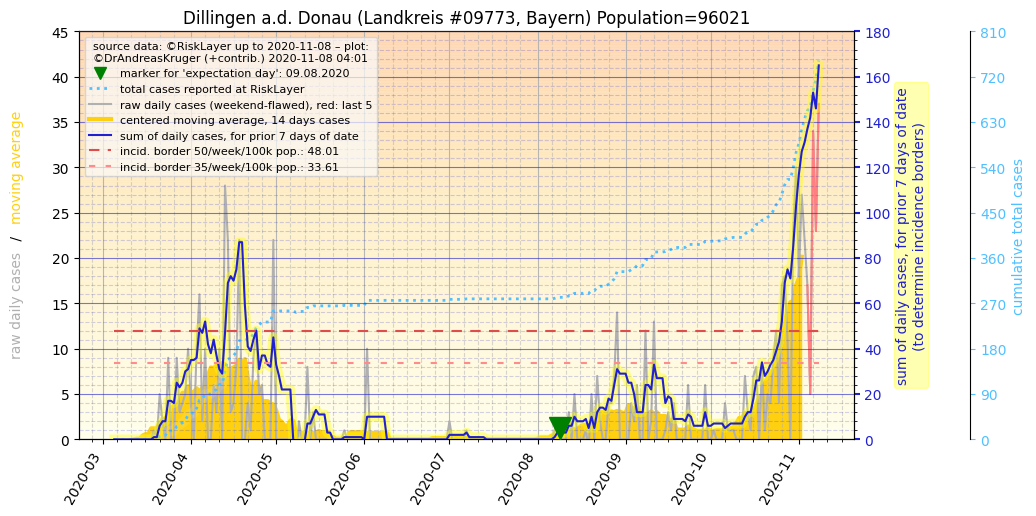 Dillingen a.d. Donau (Landkreis #09773, Bayern) Population=96021
source data: ©RiskLayer up to 2020-11-08 – plot:
©DrAndreasKruger (+contrib.) 2020-11-08 04:01
marker for 'expectation day': 09.08.2020
total cases reported at RiskLayer
raw daily cases (weekend-flawed), red: last 5
centered moving average, 14 days cases
sum of daily cases, for prior 7 days of date
incid. border 50/week/100k pop.: 48.01
incid. border 35/week/100k pop.: 33.61
raw daily cases / moving average
45
40
35
30
25
20
15
10
5
0
2020-03
2020-04
2020-05
2020-06
2020-07
2020-08
2020-09
2020-10
2020-11
180
160
140
120
100
80
60
40
20
0
sum of daily cases, for prior 7 days of date
(to determine incidence borders)
810
720
630
540
450
360
270
180
90
0
cumulative total cases